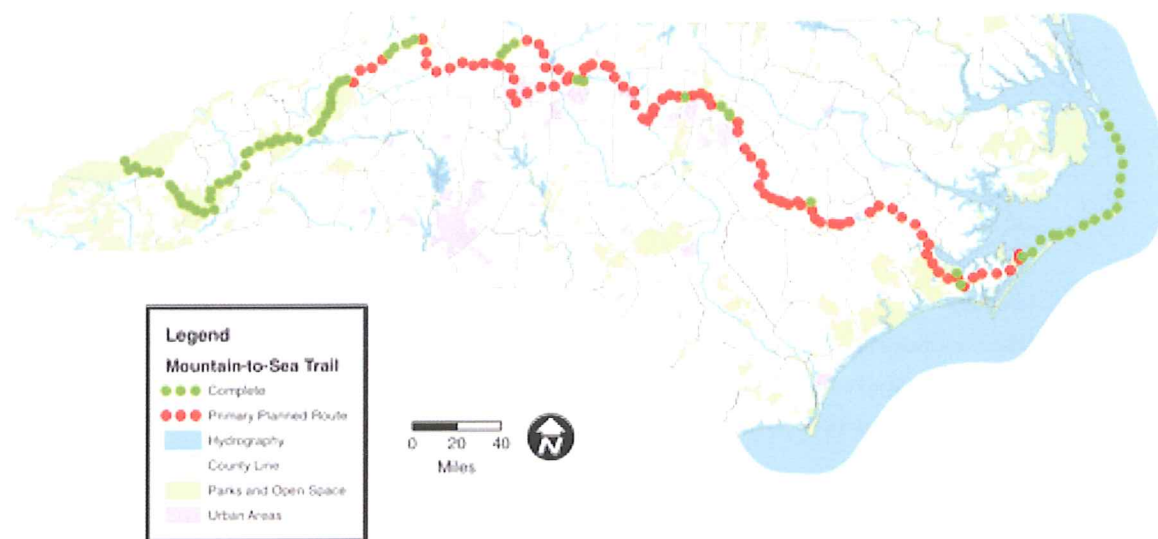 Legend
Mountain-to-Sea Trail
Complete
Primary Planned Route
Hydrography
County Line
Parks and Open Space
Urban Areas
0 20 40
Miles
N